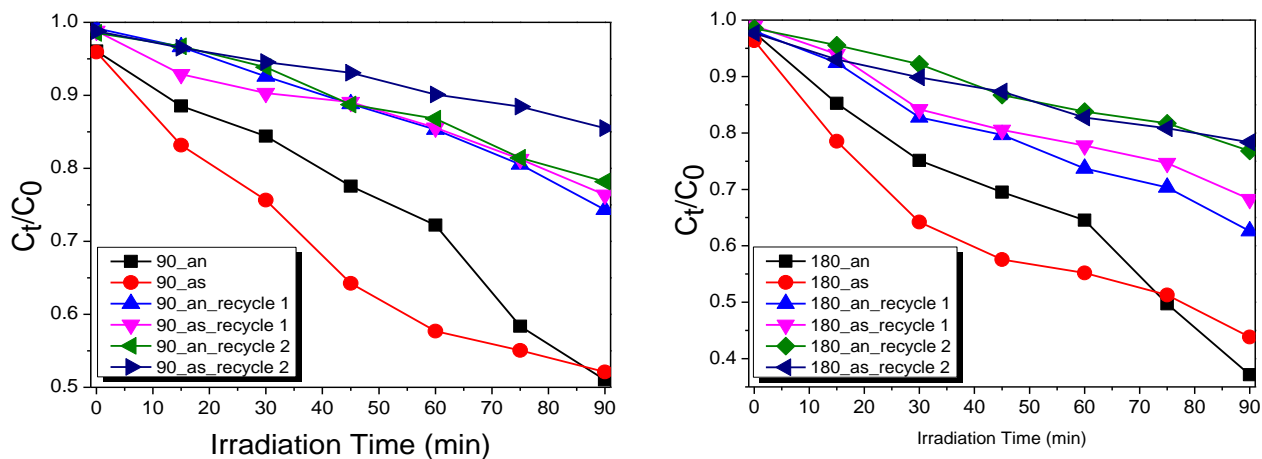 1.0
0.9
0.8
0.7
0.6
0.5
Ct/C0
90_an
90_as
90_an_recycle 1
90_as_recycle 1
90_an_recycle 2
90_as_recycle 2
0 10 20 30 40 50 60 70 80 90
Irradiation Time (min)
1.0
0.9
0.8
0.7
0.6
0.5
0.4
Ct/C0
180_an
180_as
180_an_recycle 1
180_as_recycle 1
180_an_recycle 2
180_as_recycle 2
0 10 20 30 40 50 60 70 80 90
Irradiation Time (min)